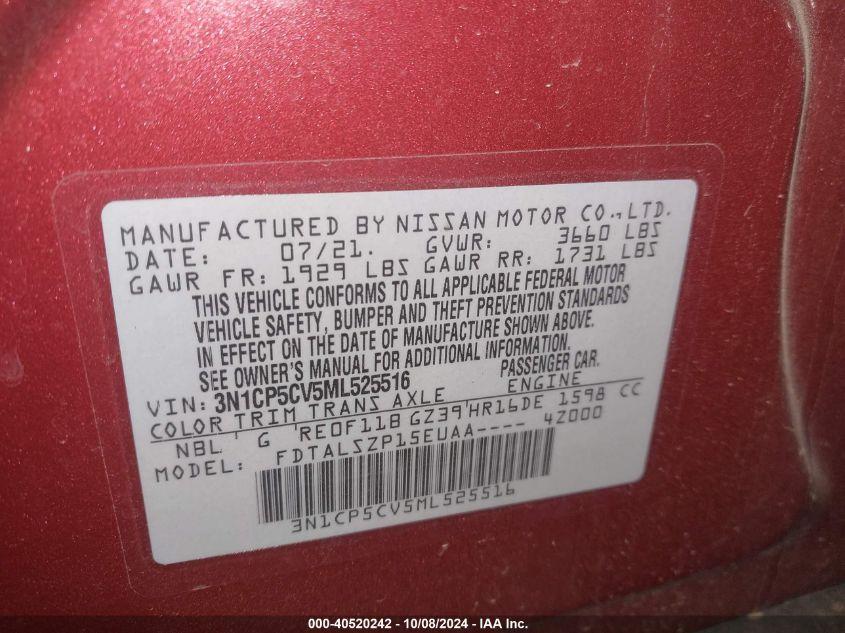 MANUFACTURED BY NISSAN MOTOR CO.,LTD.
DATE: 07/21. GVWR: 3660 LBS
GAWR FR: 1929 LBS GAWR RR: 1731 LBS
THIS VEHICLE CONFORMS TO ALL APPLICABLE FEDERAL MOTOR
VEHICLE SAFETY, BUMPER AND THEFT PREVENTION STANDARDS
IN EFFECT ON THE DATE OF MANUFACTURE SHOWN ABOVE.
SEE OWNER'S MANUAL FOR ADDITIONAL INFORMATION.
VIN: 3N1CP5CV5ML525516 PASSENGER CAR.
COLOR TRIM TRANS AXLE ENGINE
NBL G RE0F11B GZ39 HR16DE 1598 CC
MODEL: FDTALSZP15EUAA---- 4Z000
3N1CP5CV5ML525516
000-40520242 - 10/08/2024 - IAA Inc.